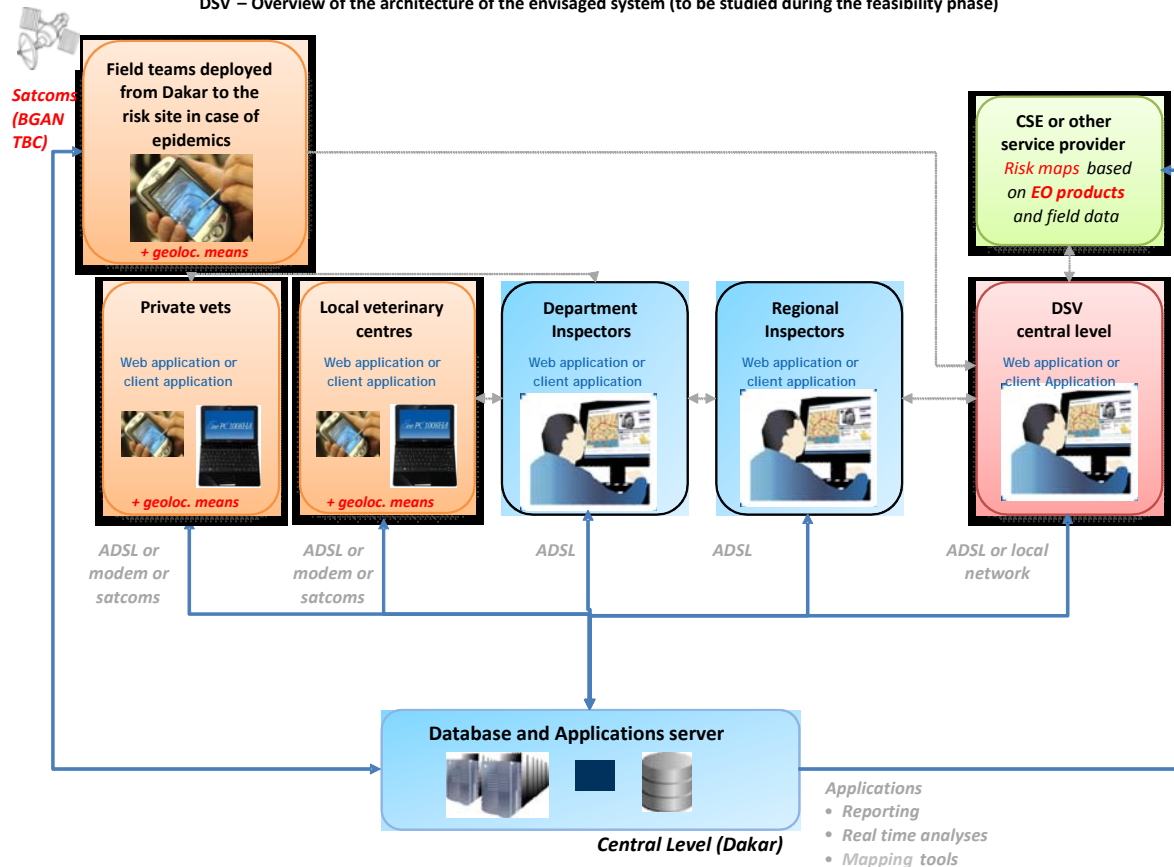 DSV – Overview of the architecture of the envisaged system (to be studied during the feasibility phase)
Satcoms
(BGAN
TBC)
Field teams deployed
from Dakar to the
risk site in case of
epidemics
+ geoloc. means
CSE or other
service provider
Risk maps based
on EO products
and field data
Private vets
Web application or
client application
+ geoloc. means
Local veterinary
centres
Web application or
client application
+ geoloc. means
Department
Inspectors
Web application or
client application
Regional
Inspectors
Web application or
client application
DSV
central level
Web application or
client Application
ADSL or
modem or
satcoms
ADSL or
modem or
satcoms
ADSL
ADSL
ADSL or local
network
Database and Applications server
Central Level (Dakar)
Applications
• Reporting
• Real time analyses
• Mapping tools